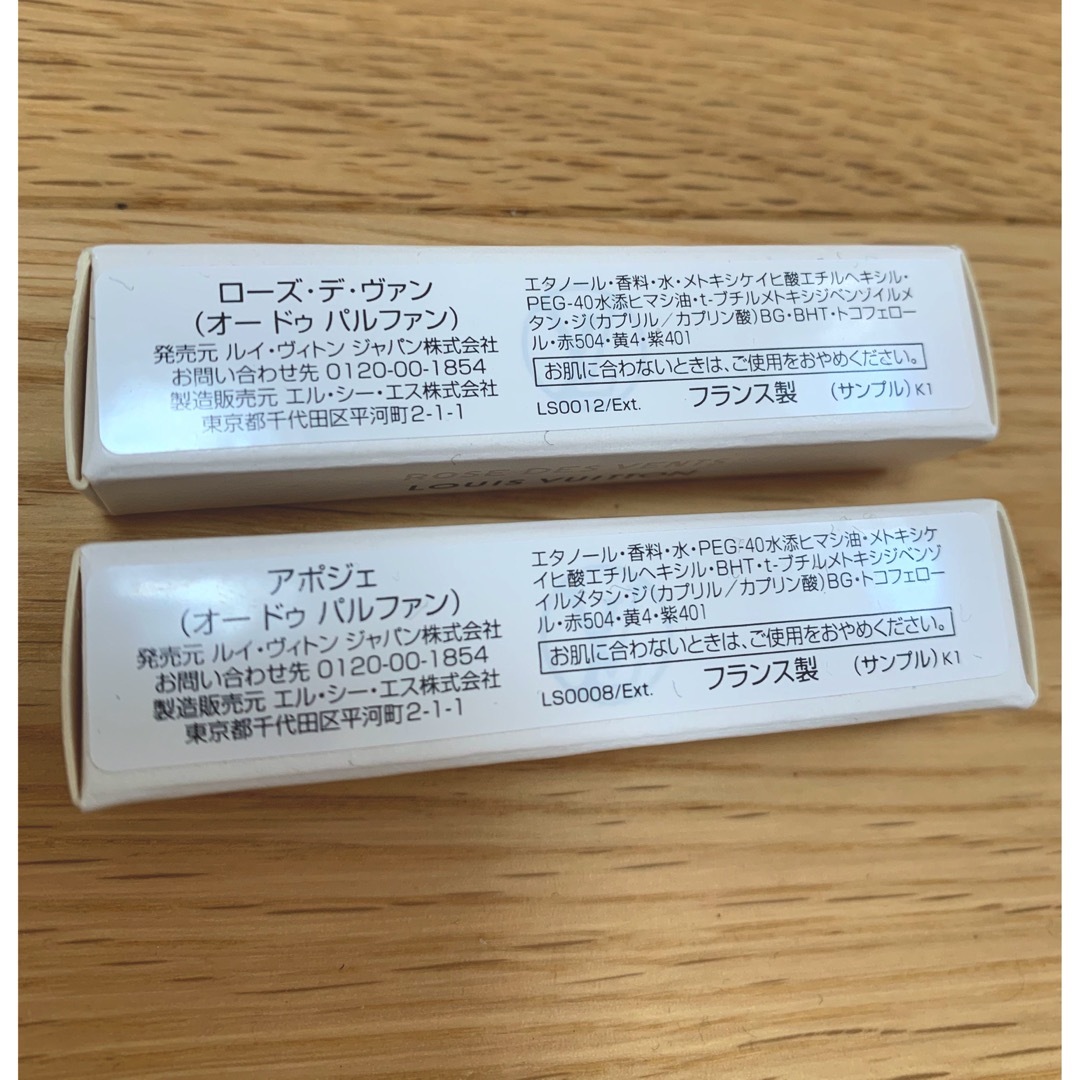 ローズ・デ・ヴァン
(オー ドゥ パルファン)
発売元 ルイ・ヴィトン ジャパン株式会社
お問い合わせ先 0120-00-1854
製造販売元 エル・シー・エス株式会社
東京都千代田区平河町2-1-1
エタノール・香料・水・メトキシケイヒ酸エチルヘキシル・
PEG-40水添ヒマシ油・t-ブチルメトキシジベンゾイルメ
タン・ジ(カプリル/カプリン酸)BG・BHT・トコフェロー
ル・赤504・黄4・紫401
お肌に合わないときは、ご使用をおやめください。
LS0012/Ext. フランス製 (サンプル) K1
ROSE DES VENTS
LOUIS VUITTON
アポジェ
(オー ドゥ パルファン)
発売元 ルイ・ヴィトン ジャパン株式会社
お問い合わせ先 0120-00-1854
製造販売元 エル・シー・エス株式会社
東京都千代田区平河町2-1-1
エタノール・香料・水・PEG-40水添ヒマシ油・メトキシケ
イヒ酸エチルヘキシル・BHT・t-ブチルメトキシジベンゾ
イルメタン・ジ(カプリル/カプリン酸)BG・トコフェロー
ル・赤504・黄4・紫401
お肌に合わないときは、ご使用をおやめください。
LS0008/Ext. フランス製 (サンプル) K1